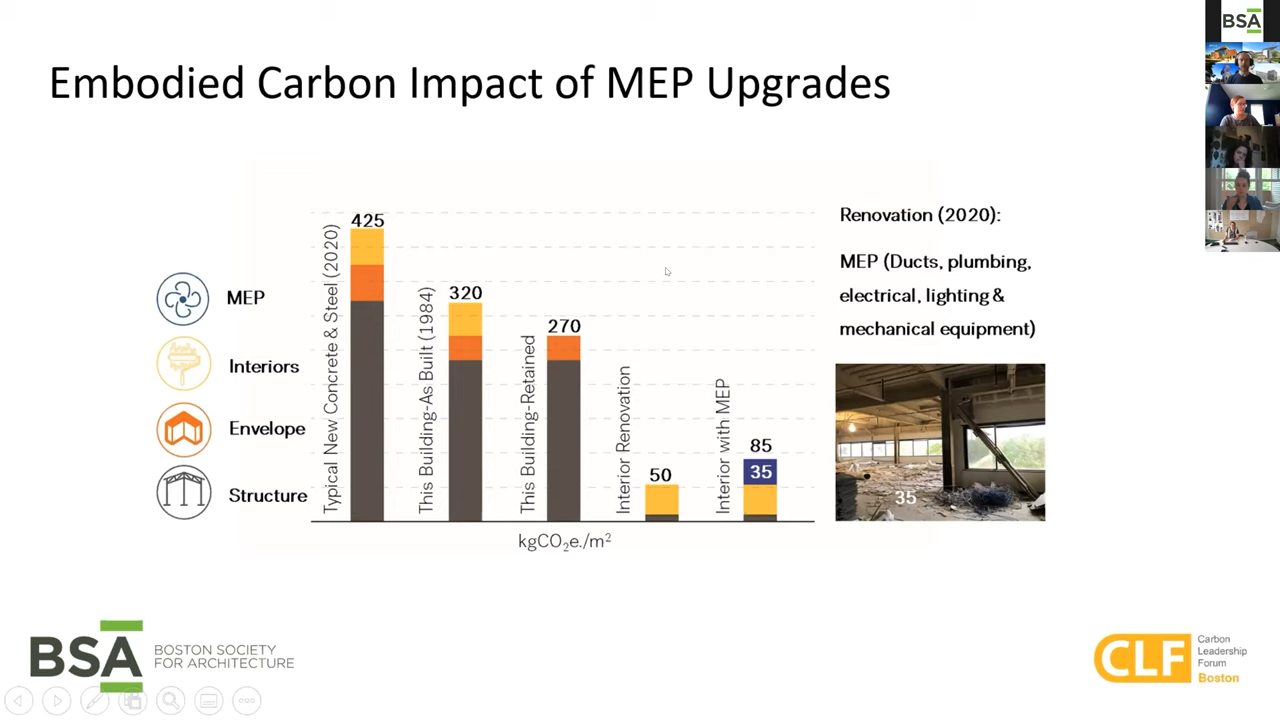 BSA
Embodied Carbon Impact of MEP Upgrades
MEP
Interiors
Envelope
Structure
Typical New Concrete & Steel (2020)
425
This Building-As Built (1984)
320
This Building-Retained
270
Interior Renovation
50
Interior with MEP
85
35
kgCO₂e./m²
Renovation (2020):
MEP (Ducts, plumbing,
electrical, lighting &
mechanical equipment)
35
BSA
BOSTON SOCIETY
FOR ARCHITECTURE
CLF
Carbon
Leadership
Forum
Boston